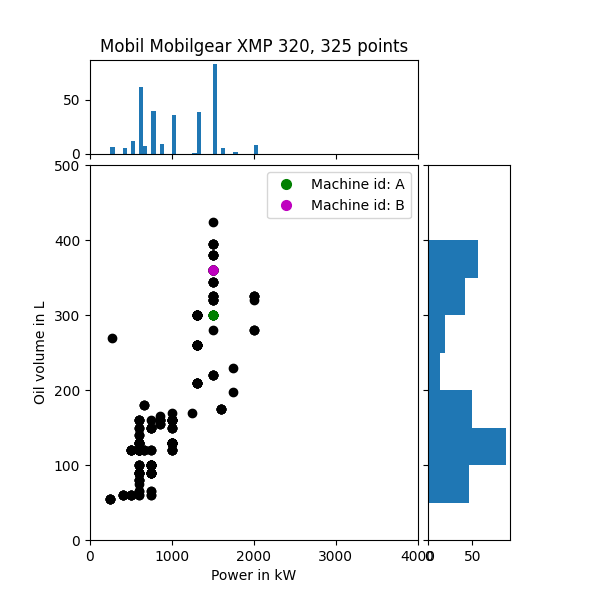 Mobil Mobilgear XMP 320, 325 points
50
0
500
400
300
200
100
0
Oil volume in L
Machine id: A
Machine id: B
0 1000 2000 3000 4000
Power in kW
0 50